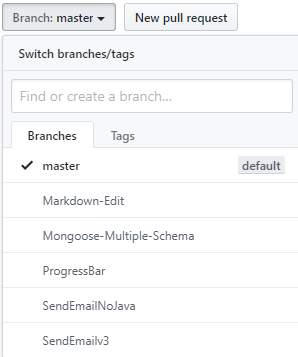 Branch: master New pull request
Switch branches/tags
Find or create a branch...
Branches Tags
master default
Markdown-Edit
Mongoose-Multiple-Schema
ProgressBar
SendEmailNoJava
SendEmailv3